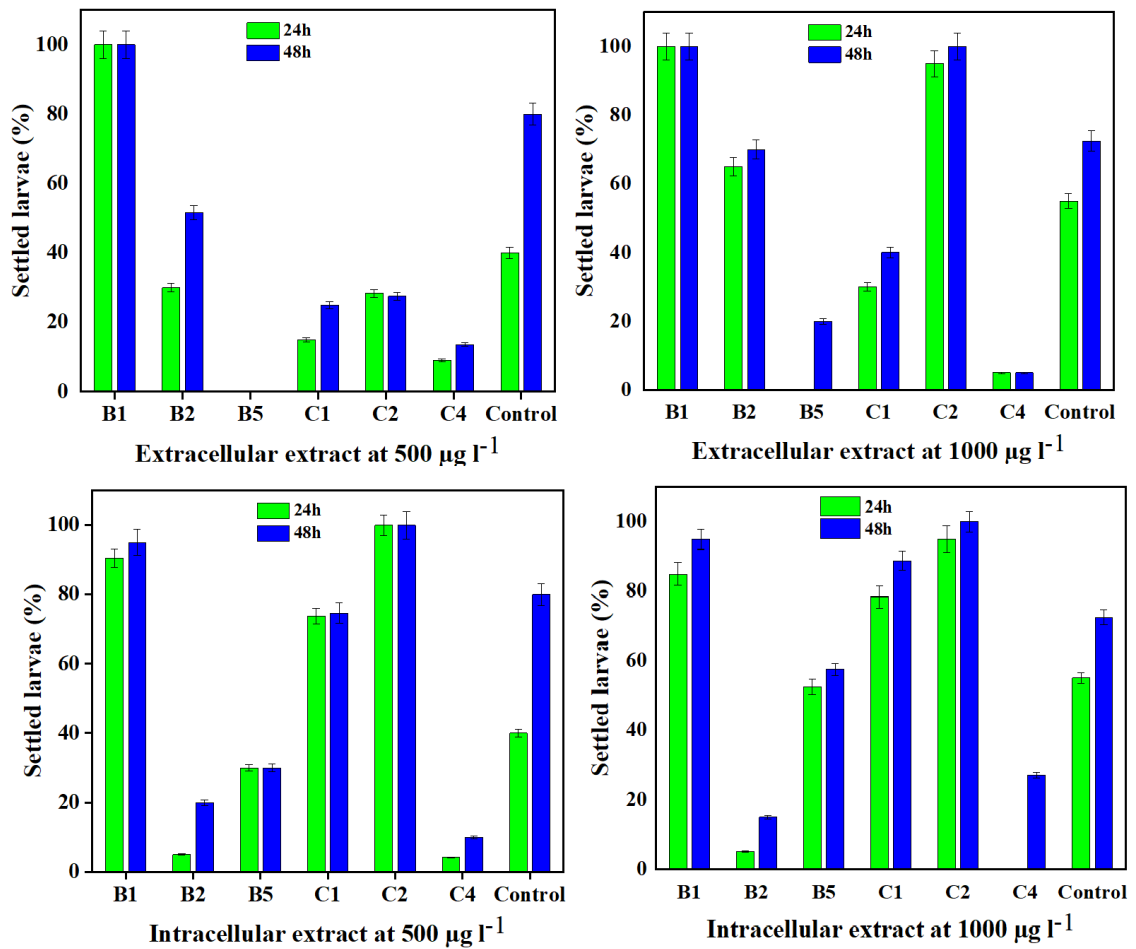 24h
48h
Settled larvae (%)
100
80
60
40
20
0
B1 B2 B5 C1 C2 C4 Control
Extracellular extract at 500 µg l-1
24h
48h
Settled larvae (%)
100
80
60
40
20
0
B1 B2 B5 C1 C2 C4 Control
Extracellular extract at 1000 µg l-1
24h
48h
Settled larvae (%)
100
80
60
40
20
0
B1 B2 B5 C1 C2 C4 Control
Intracellular extract at 500 µg l-1
24h
48h
Settled larvae (%)
100
80
60
40
20
0
B1 B2 B5 C1 C2 C4 Control
Intracellular extract at 1000 µg l-1